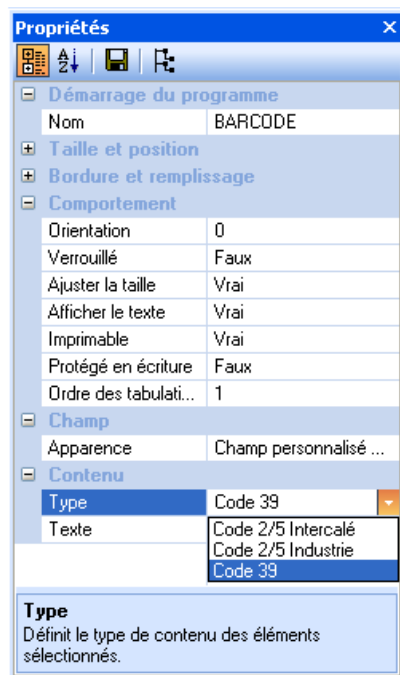 Propriétés
Démarrage du programme
Nom BARCODE
Taille et position
Bordure et remplissage
Comportement
Orientation 0
Verrouillé Faux
Ajuster la taille Vrai
Afficher le texte Vrai
Imprimable Vrai
Protégé en écriture Faux
Ordre des tabulati... 1
Champ
Apparence Champ personnalisé ...
Contenu
Type Code 39
Texte
Code 2/5 Intercalé
Code 2/5 Industrie
Code 39
Type
Définit le type de contenu des éléments
sélectionnés.